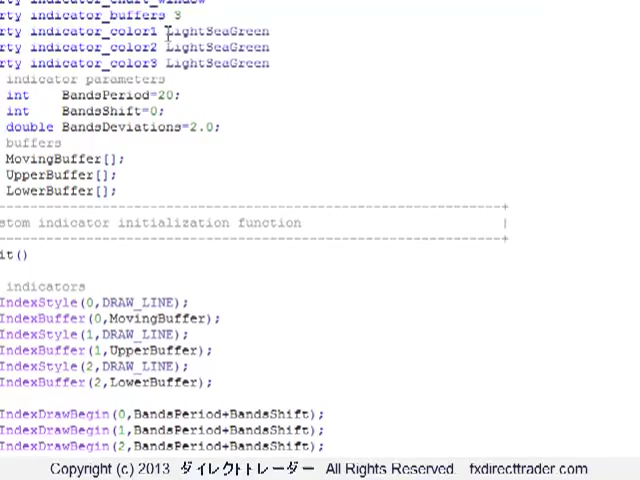 rty indicator_chart_window
rty indicator_buffers 3
rty indicator_color1 LightSeaGreen
rty indicator_color2 LightSeaGreen
rty indicator_color3 LightSeaGreen
indicator parameters
int BandsPeriod=20;
int BandsShift=0;
double BandsDeviations=2.0;
buffers
MovingBuffer[];
UpperBuffer[];
LowerBuffer[];
----------------------------------------------------------------+
stom indicator initialization function |
----------------------------------------------------------------+
it()
indicators
IndexStyle(0,DRAW_LINE);
IndexBuffer(0,MovingBuffer);
IndexStyle(1,DRAW_LINE);
IndexBuffer(1,UpperBuffer);
IndexStyle(2,DRAW_LINE);
IndexBuffer(2,LowerBuffer);
IndexDrawBegin(0,BandsPeriod+BandsShift);
IndexDrawBegin(1,BandsPeriod+BandsShift);
IndexDrawBegin(2,BandsPeriod+BandsShift);
Copyright (c) 2013 ダイレクトトレーダー All Rights Reserved. fxdirecttrader.com